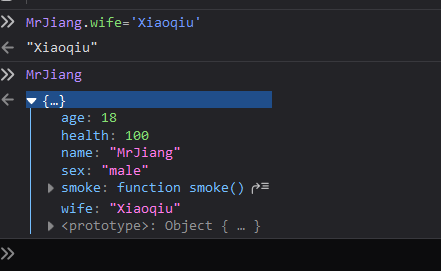 MrJiang.wife='Xiaoqiu'
"Xiaoqiu"
MrJiang
{…}
age: 18
health: 100
name: "MrJiang"
sex: "male"
smoke: function smoke()
wife: "Xiaoqiu"
<prototype>: Object { … }